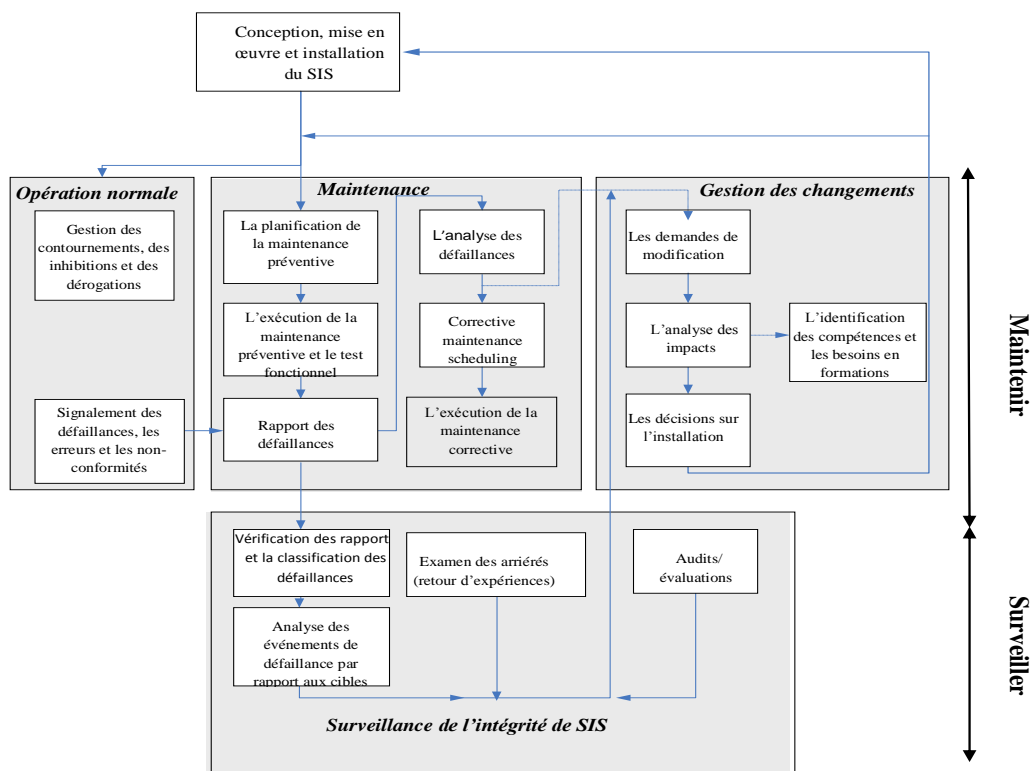 Conception, mise en
œuvre et installation
du SIS
Opération normale
Gestion des
contournements, des
inhibitions et des
dérogations
Signalement des
défaillances, les
erreurs et les non-
conformités
Maintenance
La planification de
la maintenance
préventive
L'exécution de la
maintenance
préventive et le test
fonctionnel
Rapport des
défaillances
L'analyse des
défaillances
Corrective
maintenance
scheduling
L'exécution de la
maintenance
corrective
Gestion des changements
Les demandes de
modification
L'analyse des
impacts
L'identification
des compétences et
les besoins en
formations
Les décisions sur
l'installation
Maintenir
Vérification des rapport
et la classification des
défaillances
Analyse des
événements de
défaillance par
rapport aux cibles
Examen des arriérés
(retour d'expériences)
Audits/
évaluations
Surveillance de l'intégrité de SIS
Surveiller